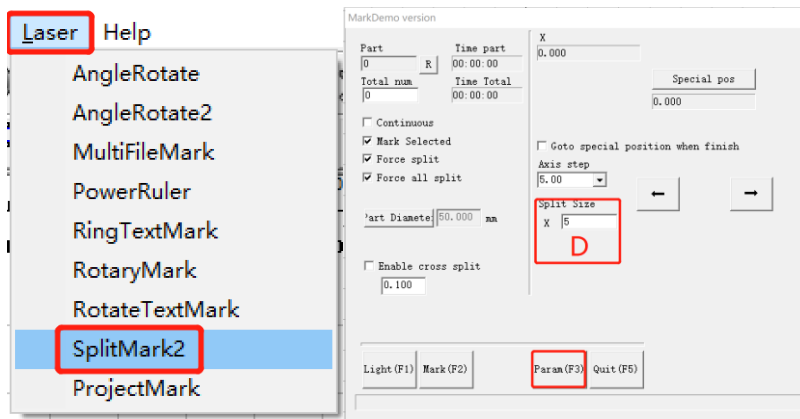 Laser Help
AngleRotate
AngleRotate2
MultiFileMark
PowerRuler
RingTextMark
RotaryMark
RotateTextMark
SplitMark2
ProjectMark
MarkDemo version
Part Time part
0 R 00:00:00
Total num Time Total
0 00:00:00
Continuous
Mark Selected
Force split
Force all split
Part Diamete 50.000 mm
Enable cross split
0.100
X
0.000
Special pos
0.000
Goto special position when finish
Axis step
5.00 ← →
Split Size
X 5
D
Light(F1) Mark(F2) Param(F3) Quit(F5)